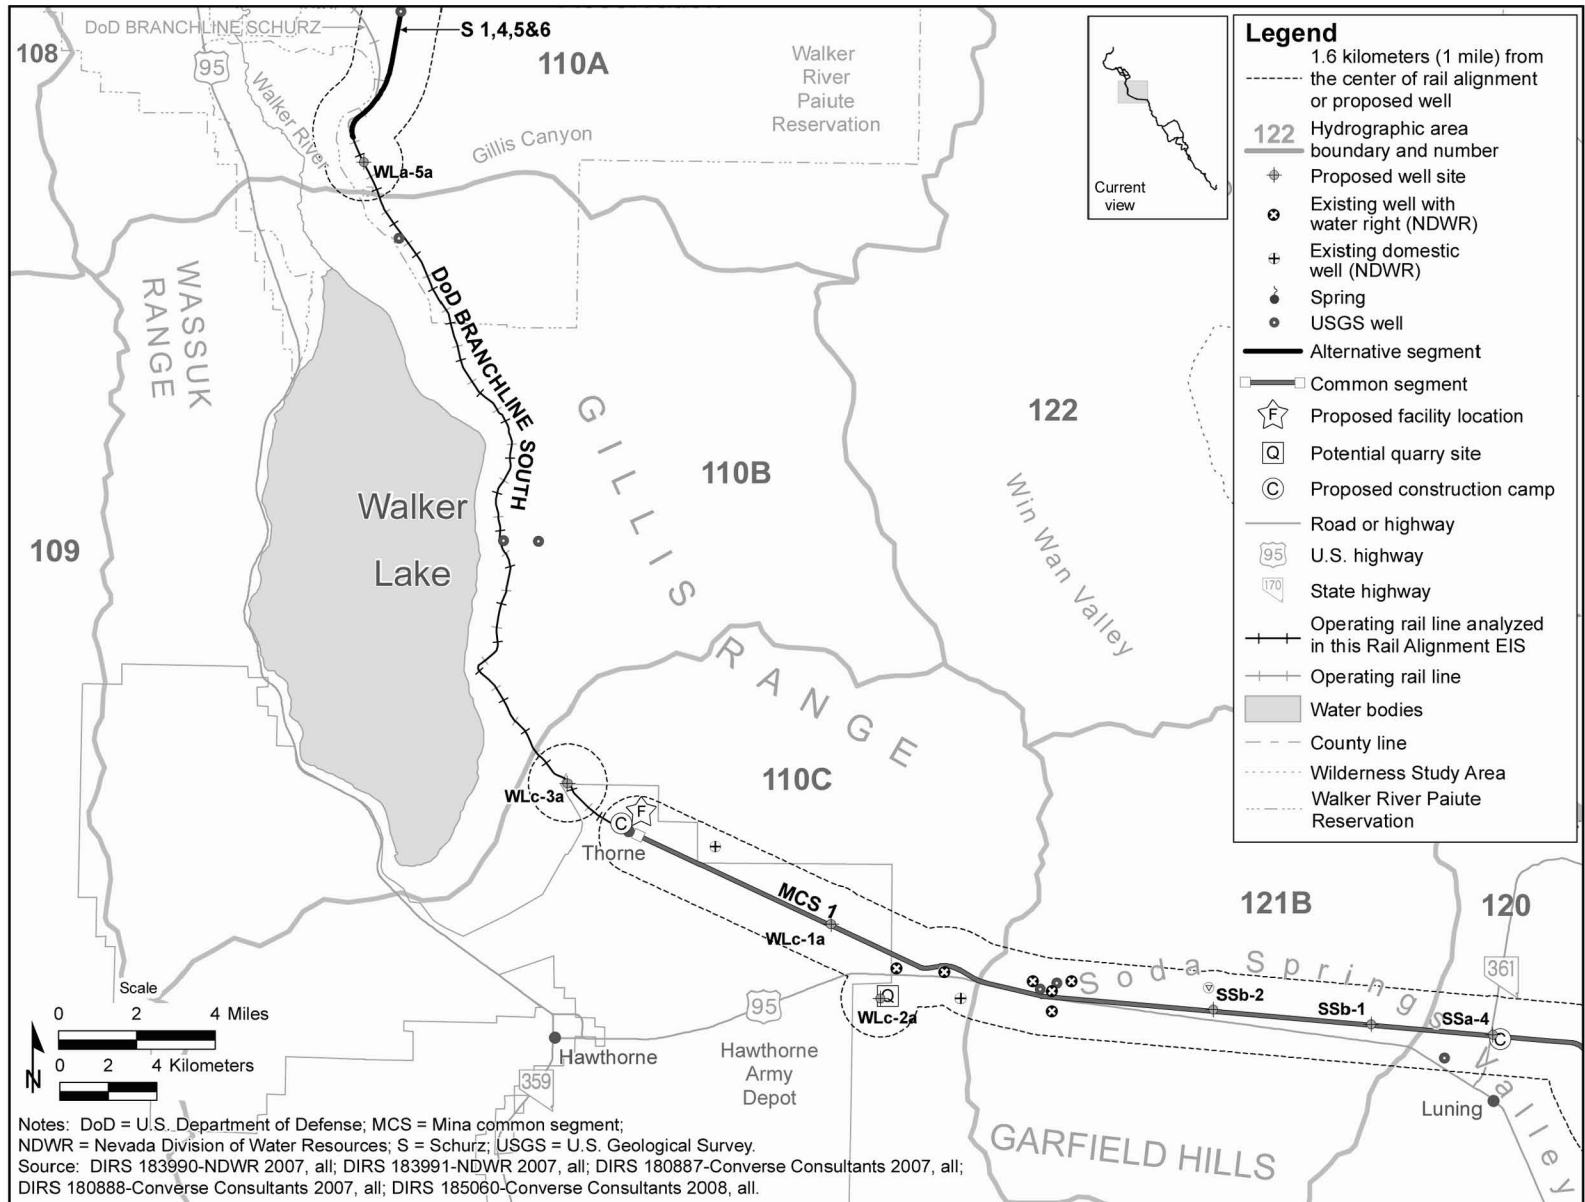 DoD BRANCHLINE SCHURZ
S 1,4,5&6
108
95
110A
Walker
River
Paiute
Reservation
Walker River
Gillis Canyon
WLa-5a
WASSUK
RANGE
DoD BRANCHLINE SOUTH
GILLIS RANGE
122
110B
Win Wan Valley
Walker
Lake
109
110C
WLc-3a
F
C
Thorne
MCS 1
WLc-1a
121B
120
Soda Springs Valley
361
95
Q
WLc-2a
SSb-2
SSb-1
SSa-4
C
Hawthorne
Hawthorne
Army
Depot
359
Luning
GARFIELD HILLS
Current
view
Legend
1.6 kilometers (1 mile) from
the center of rail alignment
or proposed well
122 Hydrographic area
boundary and number
Proposed well site
Existing well with
water right (NDWR)
Existing domestic
well (NDWR)
Spring
USGS well
Alternative segment
Common segment
F Proposed facility location
Q Potential quarry site
C Proposed construction camp
Road or highway
95 U.S. highway
170 State highway
Operating rail line analyzed
in this Rail Alignment EIS
Operating rail line
Water bodies
County line
Wilderness Study Area
Walker River Paiute
Reservation
Scale
0 2 4 Miles
0 2 4 Kilometers
N
Notes: DoD = U.S. Department of Defense; MCS = Mina common segment;
NDWR = Nevada Division of Water Resources; S = Schurz; USGS = U.S. Geological Survey.
Source: DIRS 183990-NDWR 2007, all; DIRS 183991-NDWR 2007, all; DIRS 180887-Converse Consultants 2007, all;
DIRS 180888-Converse Consultants 2007, all; DIRS 185060-Converse Consultants 2008, all.